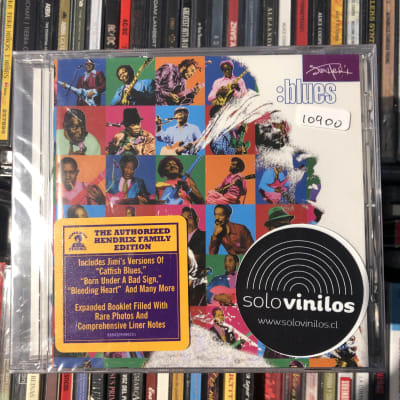 :blues
10900
THE AUTHORIZED
HENDRIX FAMILY
EDITION
Includes Jimi's Versions Of
"Catfish Blues,"
"Born Under A Bad Sign,"
"Bleeding Heart" And Many More
Expanded Booklet Filled With
Rare Photos And
Comprehensive Liner Notes
solovinilos
www.solovinilos.cl